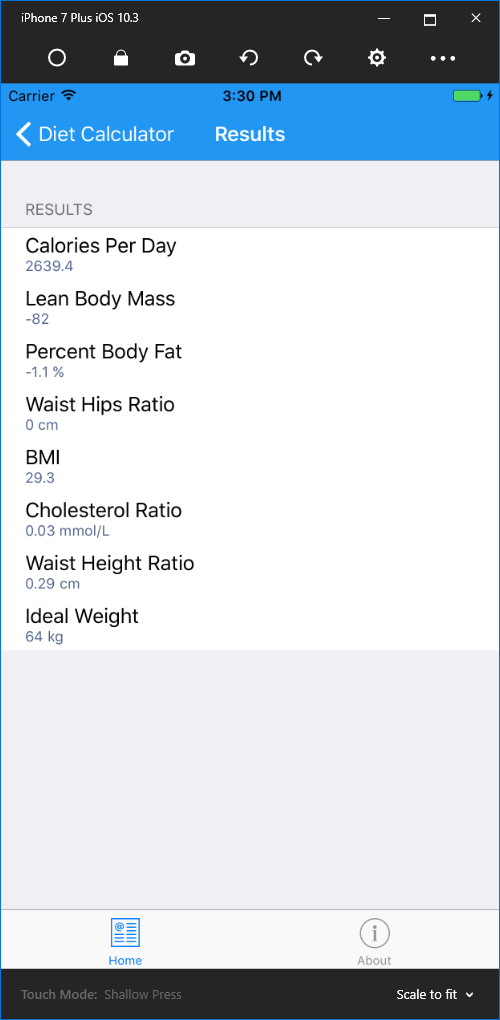 iPhone 7 Plus iOS 10.3
Carrier 3:30 PM
Diet Calculator Results
RESULTS
Calories Per Day
2639.4
Lean Body Mass
-82
Percent Body Fat
-1.1 %
Waist Hips Ratio
0 cm
BMI
29.3
Cholesterol Ratio
0.03 mmol/L
Waist Height Ratio
0.29 cm
Ideal Weight
64 kg
Home About
Touch Mode: Shallow Press Scale to fit